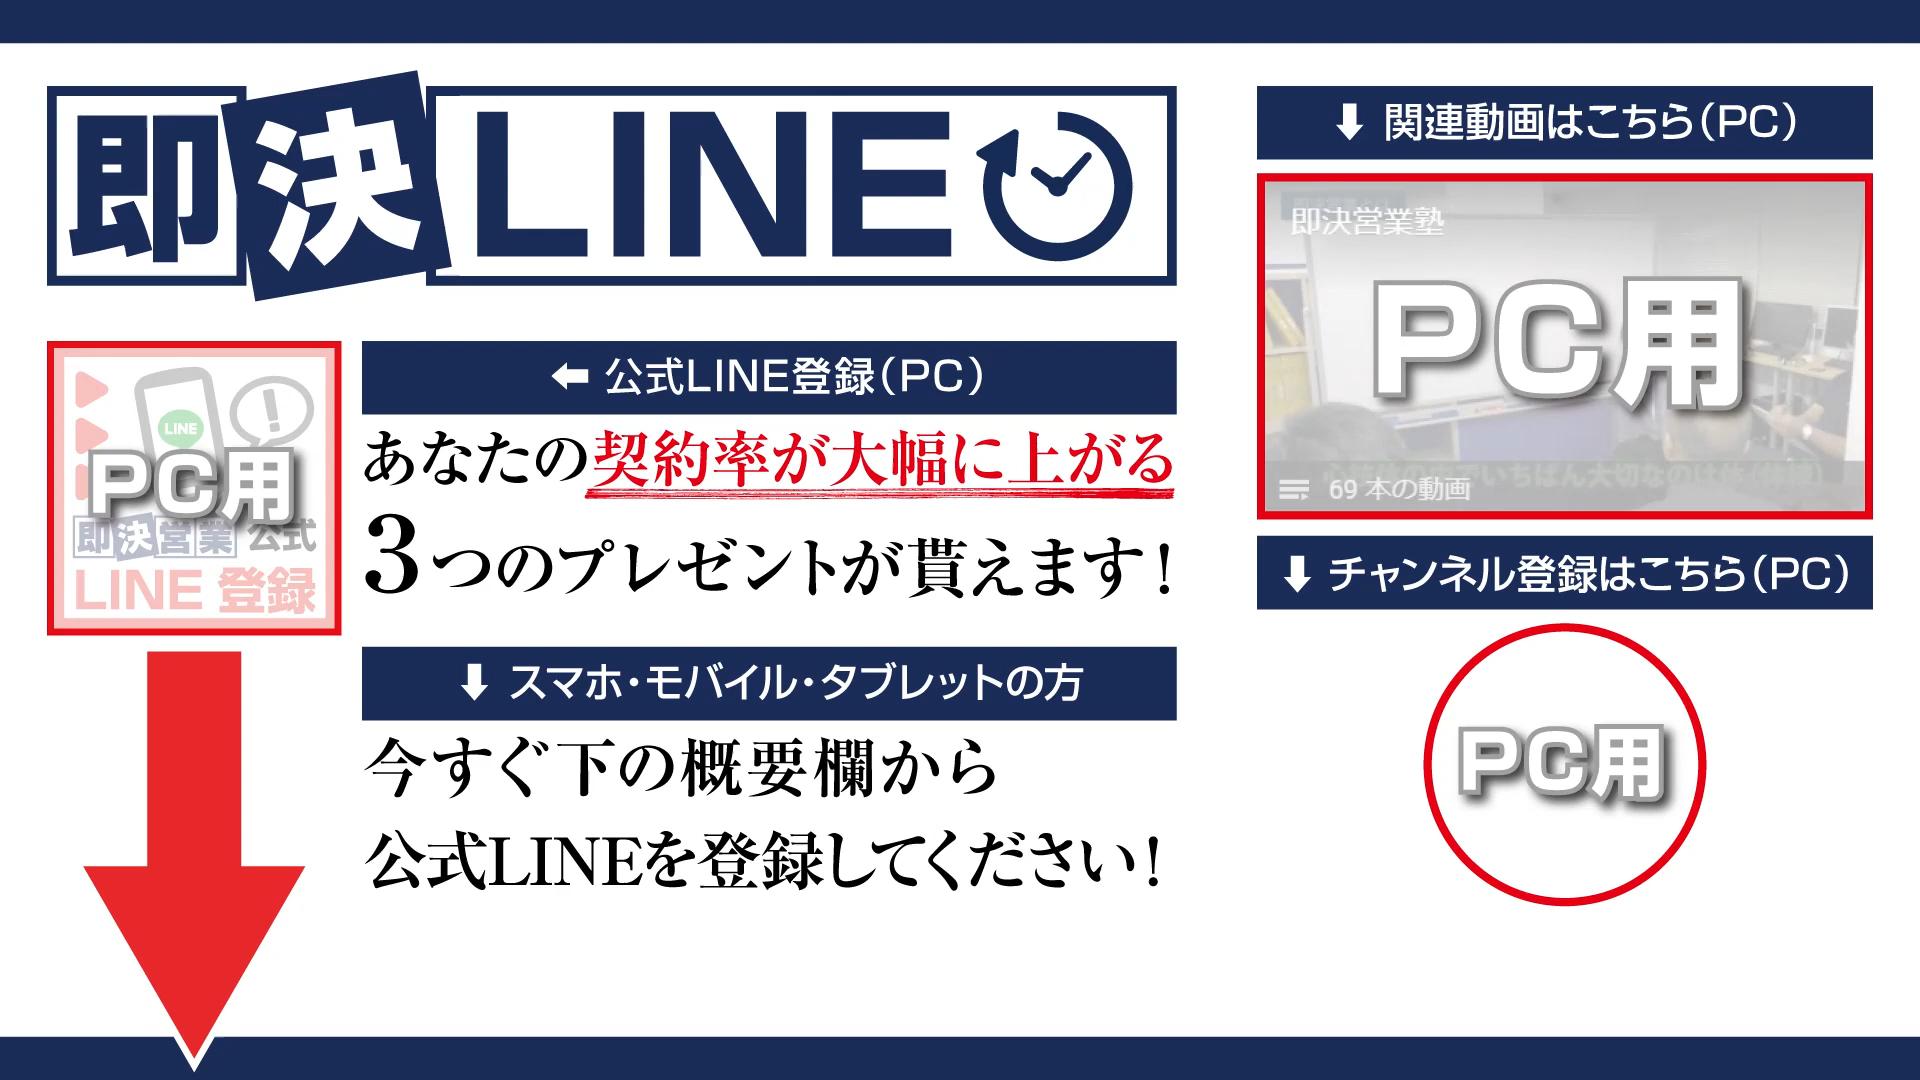 即決LINE
PC用
LINE
即決営業 公式
LINE 登録
公式LINE登録（PC）
あなたの契約率が大幅に上がる
3つのプレゼントが貰えます！
スマホ・モバイル・タブレットの方
今すぐ下の概要欄から
公式LINEを登録してください！
関連動画はこちら（PC）
即決営業塾
PC用
69 本の動画
チャンネル登録はこちら（PC）
PC用